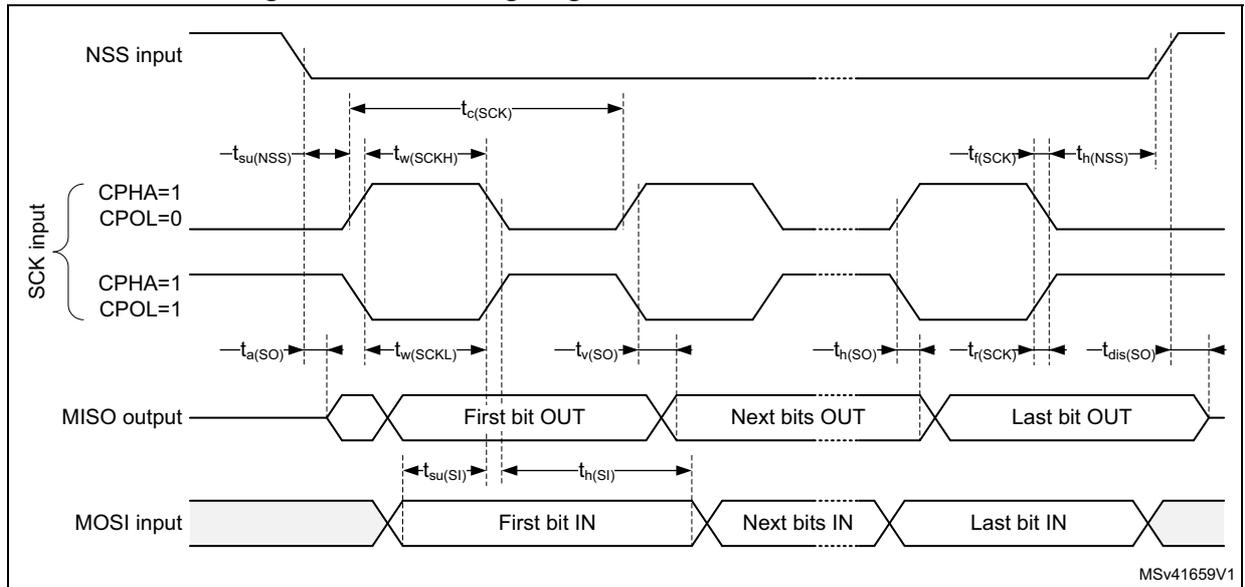 NSS input
tc(SCK)
tsu(NSS)
tw(SCKH)
tf(SCK)
th(NSS)
SCK input
CPHA=1
CPOL=0
CPHA=1
CPOL=1
ta(SO)
tw(SCKL)
tv(SO)
th(SO)
tr(SCK)
tdis(SO)
MISO output
First bit OUT
Next bits OUT
Last bit OUT
tsu(SI)
th(SI)
MOSI input
First bit IN
Next bits IN
Last bit IN
MSv41659V1